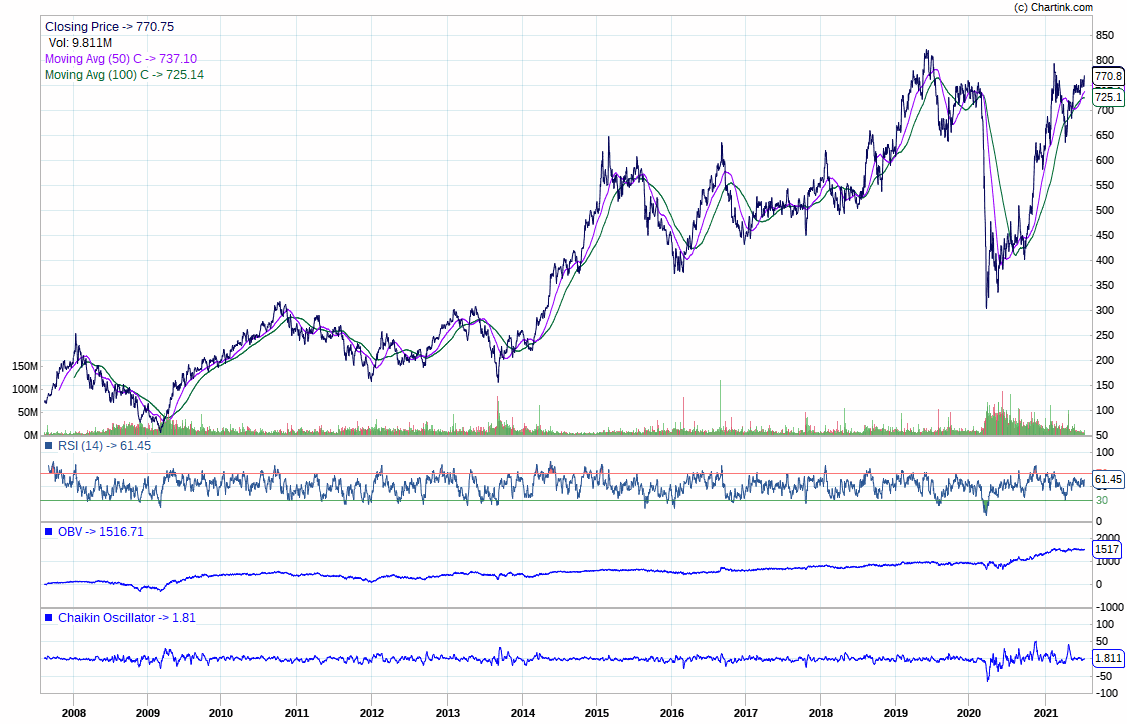 (c) Chartink.com
Closing Price -> 770.75
Vol: 9.811M
Moving Avg (50) C -> 737.10
Moving Avg (100) C -> 725.14
850
800
770.8
725.1
700
650
600
550
500
450
400
350
300
250
200
150
100
50
150M
100M
50M
0M
RSI (14) -> 61.45
100
61.45
30
0
OBV -> 1516.71
2000
1517
1000
0
-1000
Chaikin Oscillator -> 1.81
100
50
1.811
-50
-100
2008 2009 2010 2011 2012 2013 2014 2015 2016 2017 2018 2019 2020 2021